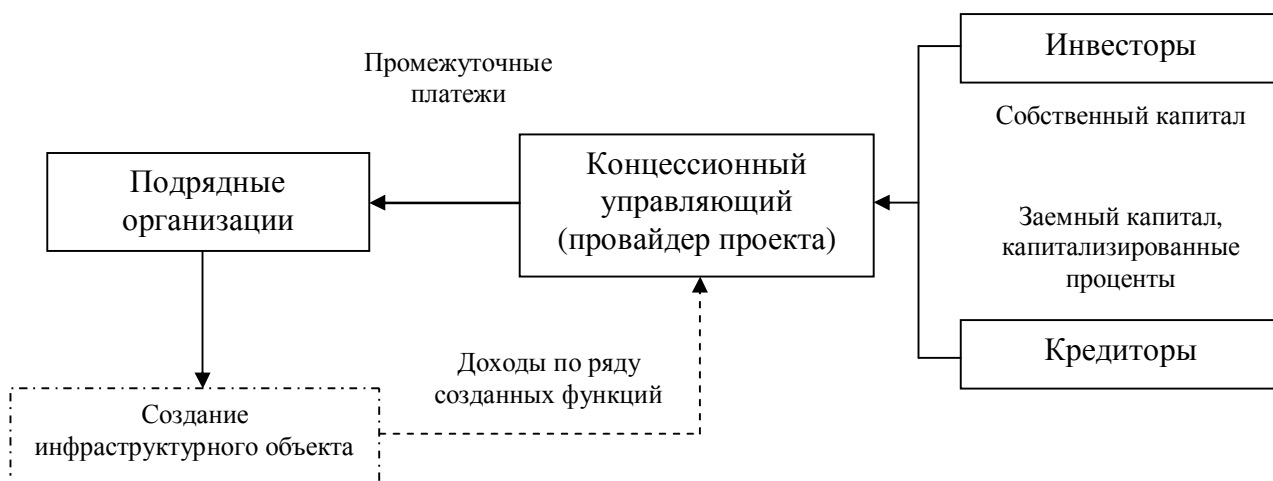 Инвесторы
Промежуточные
платежи
Собственный капитал
Концессионный
управляющий
(провайдер проекта)
Подрядные
организации
Заемный капитал,
капитализированные
проценты
Кредиторы
Доходы по ряду
созданных функций
Создание
инфраструктурного объекта